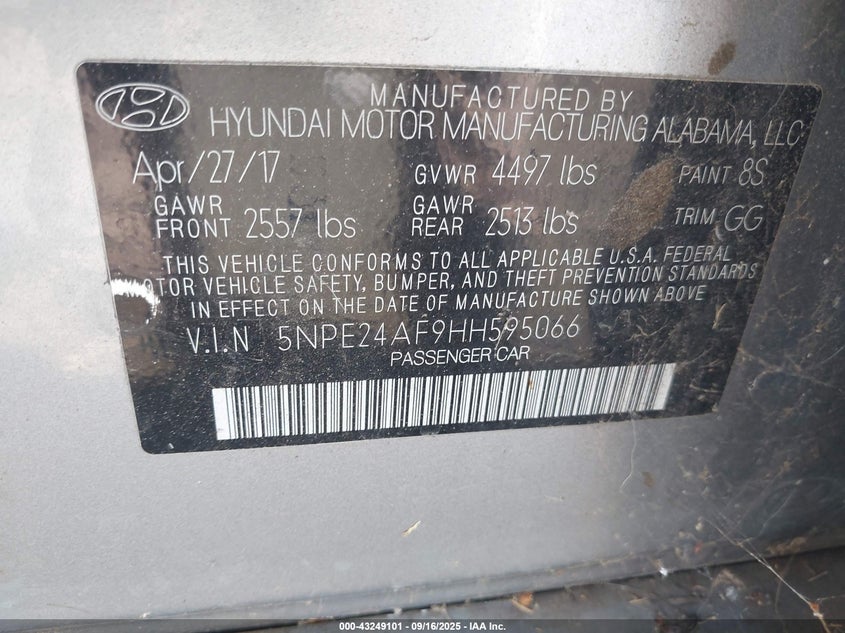 MANUFACTURED BY
HYUNDAI MOTOR MANUFACTURING ALABAMA, LLC
Apr/27/17 GVWR 4497 lbs PAINT 8S
GAWR FRONT 2557 lbs GAWR REAR 2513 lbs TRIM GG
THIS VEHICLE CONFORMS TO ALL APPLICABLE U.S.A. FEDERAL
MOTOR VEHICLE SAFETY, BUMPER, AND THEFT PREVENTION STANDARDS
IN EFFECT ON THE DATE OF MANUFACTURE SHOWN ABOVE
V.I.N 5NPE24AF9HH595066
PASSENGER CAR
000-43249101 - 09/16/2025 - IAA Inc.